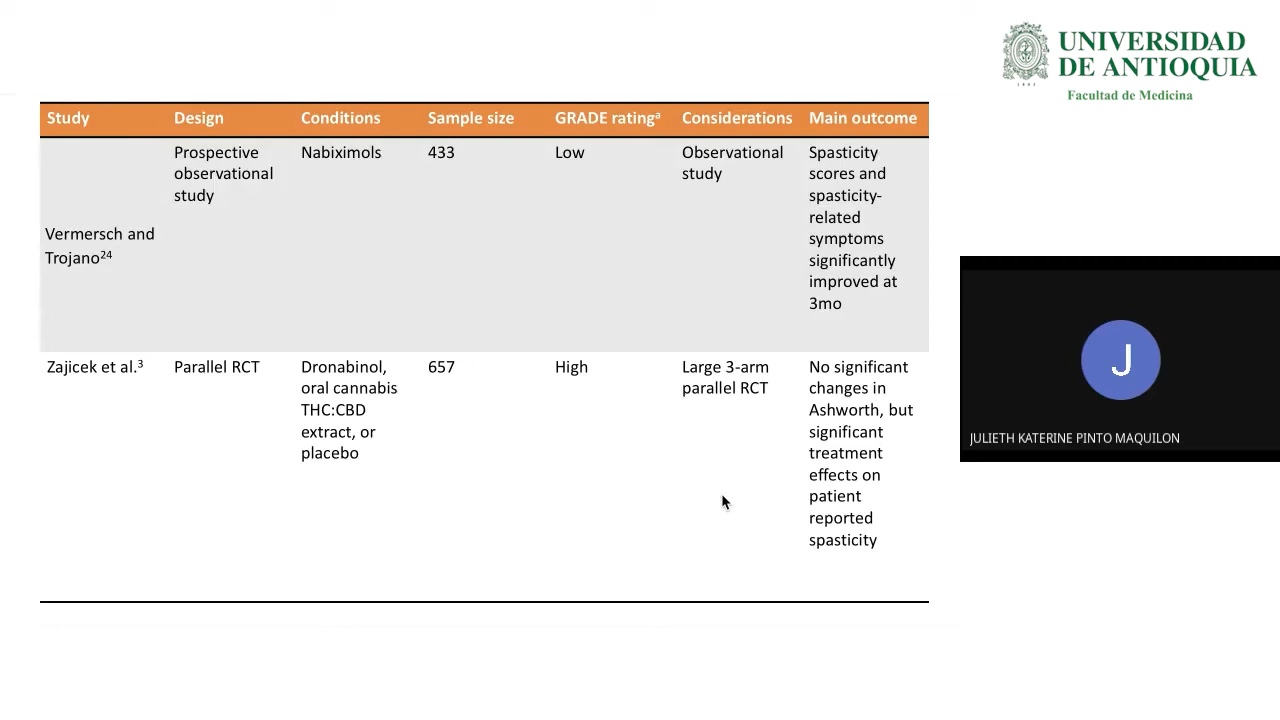 UNIVERSIDAD
DE ANTIOQUIA
1803
Facultad de Medicina
Study Design Conditions Sample size GRADE ratingᵃ Considerations Main outcome
Vermersch and
Trojano²⁴
Prospective
observational
study
Nabiximols
433
Low
Observational
study
Spasticity
scores and
spasticity-
related
symptoms
significantly
improved at
3mo
Zajicek et al.³
Parallel RCT
Dronabinol,
oral cannabis
THC:CBD
extract, or
placebo
657
High
Large 3-arm
parallel RCT
No significant
changes in
Ashworth, but
significant
treatment
effects on
patient
reported
spasticity
J
JULIETH KATERINE PINTO MAQUILON